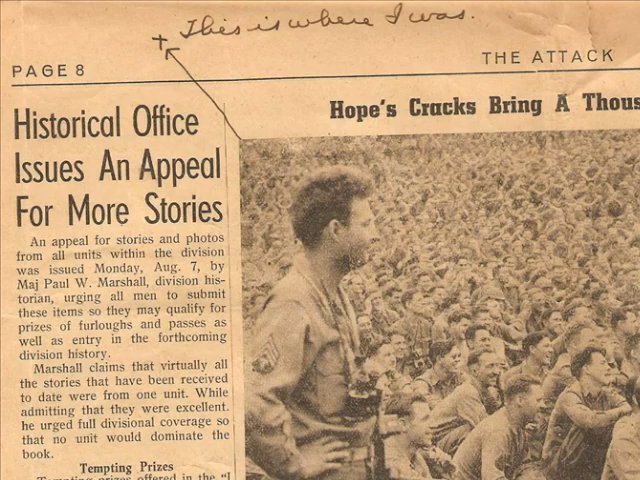 + This is where I was.
PAGE 8
THE ATTACK
Hope's Cracks Bring A Thous
Historical Office
Issues An Appeal
For More Stories
An appeal for stories and photos
from all units within the division
was issued Monday, Aug. 7, by
Maj Paul W. Marshall, division his-
torian, urging all men to submit
these items so they may qualify for
prizes of furloughs and passes as
well as entry in the forthcoming
division history.
Marshall claims that virtually all
the stories that have been received
to date were from one unit. While
admitting that they were excellent.
he urged full divisional coverage so
that no unit would dominate the
book.
Tempting Prizes
Tempting prizes offered in the "I